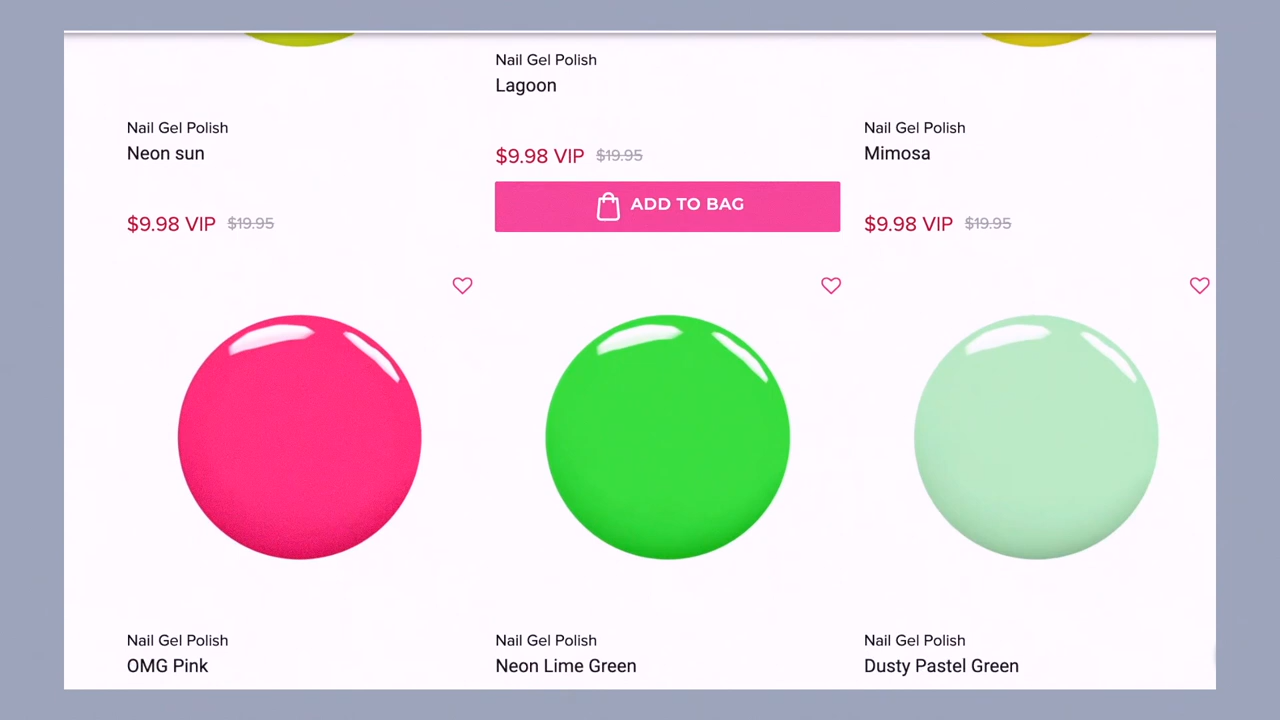 Nail Gel Polish
Lagoon
Nail Gel Polish
Neon sun
Nail Gel Polish
Mimosa
$9.98 VIP $19.95
ADD TO BAG
$9.98 VIP $19.95
$9.98 VIP $19.95
Nail Gel Polish
OMG Pink
Nail Gel Polish
Neon Lime Green
Nail Gel Polish
Dusty Pastel Green